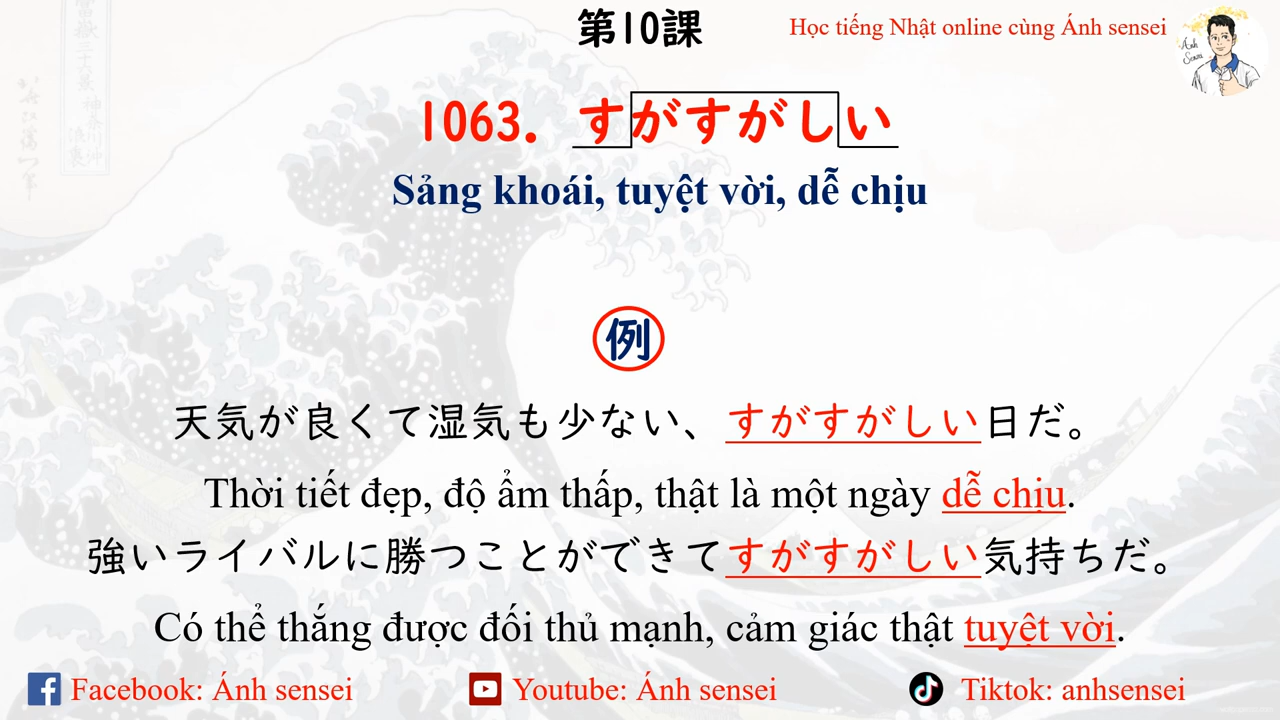 第10課
Học tiếng Nhật online cùng Ánh sensei
Ánh Sensei
1063. すがすがしい
Sảng khoái, tuyệt vời, dễ chịu
例
天気が良くて湿気も少ない、すがすがしい日だ。
Thời tiết đẹp, độ ẩm thấp, thật là một ngày dễ chịu.
強いライバルに勝つことができてすがすがしい気持ちだ。
Có thể thắng được đối thủ mạnh, cảm giác thật tuyệt vời.
Facebook: Ánh sensei
Youtube: Ánh sensei
Tiktok: anhsensei